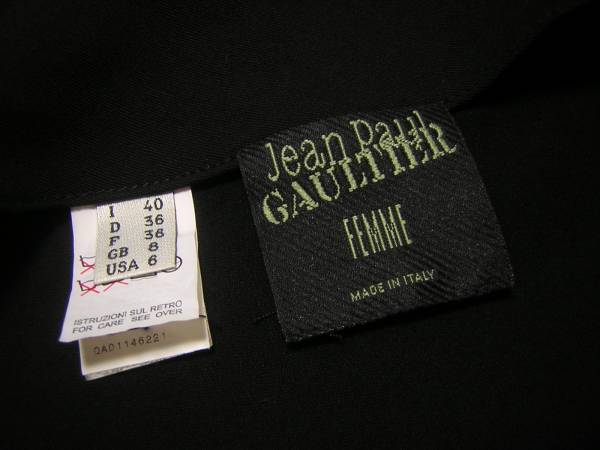 I 40
D 36
F 38
GB 8
USA 6
ISTRUZIONI SUL RETRO
FOR CARE SEE OVER
0AD1146221
Jean Paul
GAULTIER
FEMME
MADE IN ITALY